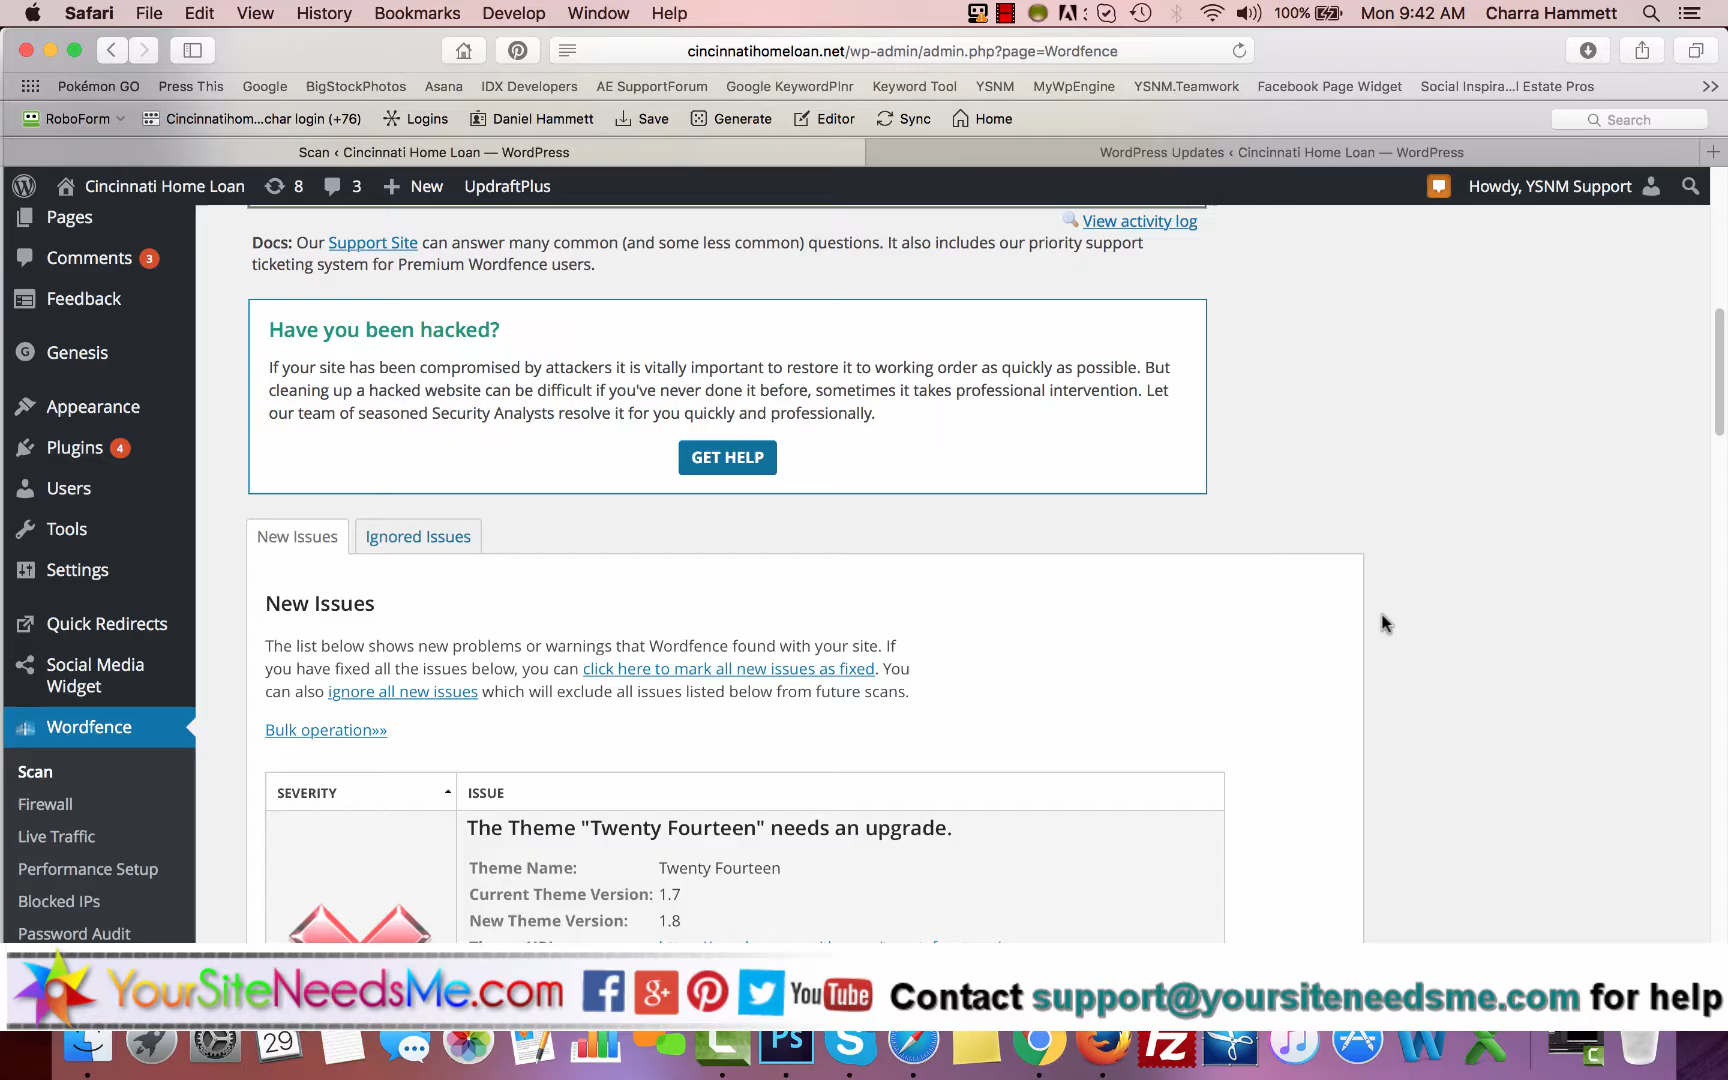 Safari File Edit View History Bookmarks Develop Window Help 100% Mon 9:42 AM Charra Hammett
cincinnatihomeloan.net/wp-admin/admin.php?page=Wordfence
Pokémon GO Press This Google BigStockPhotos Asana IDX Developers AE SupportForum Google KeywordPlnr Keyword Tool YSNM MyWpEngine YSNM.Teamwork Facebook Page Widget Social Inspira...l Estate Pros >>
RoboForm Cincinnatihom...char login (+76) Logins Daniel Hammett Save Generate Editor Sync Home Search
Scan ‹ Cincinnati Home Loan — WordPress WordPress Updates ‹ Cincinnati Home Loan — WordPress
Cincinnati Home Loan 8 3 New UpdraftPlus Howdy, YSNM Support
Pages
Comments 3
Feedback
Genesis
Appearance
Plugins 4
Users
Tools
Settings
Quick Redirects
Social Media
Widget
Wordfence
Scan
Firewall
Live Traffic
Performance Setup
Blocked IPs
Password Audit
View activity log
Docs: Our Support Site can answer many common (and some less common) questions. It also includes our priority support
ticketing system for Premium Wordfence users.
Have you been hacked?
If your site has been compromised by attackers it is vitally important to restore it to working order as quickly as possible. But
cleaning up a hacked website can be difficult if you've never done it before, sometimes it takes professional intervention. Let
our team of seasoned Security Analysts resolve it for you quickly and professionally.
GET HELP
New Issues Ignored Issues
New Issues
The list below shows new problems or warnings that Wordfence found with your site. If
you have fixed all the issues below, you can click here to mark all new issues as fixed. You
can also ignore all new issues which will exclude all issues listed below from future scans.
Bulk operation»»
SEVERITY ISSUE
The Theme "Twenty Fourteen" needs an upgrade.
Theme Name: Twenty Fourteen
Current Theme Version: 1.7
New Theme Version: 1.8
YourSiteNeedsMe.com f g+ YouTube Contact support@yoursiteneedsme.com for help
29 Ps S FZ W X